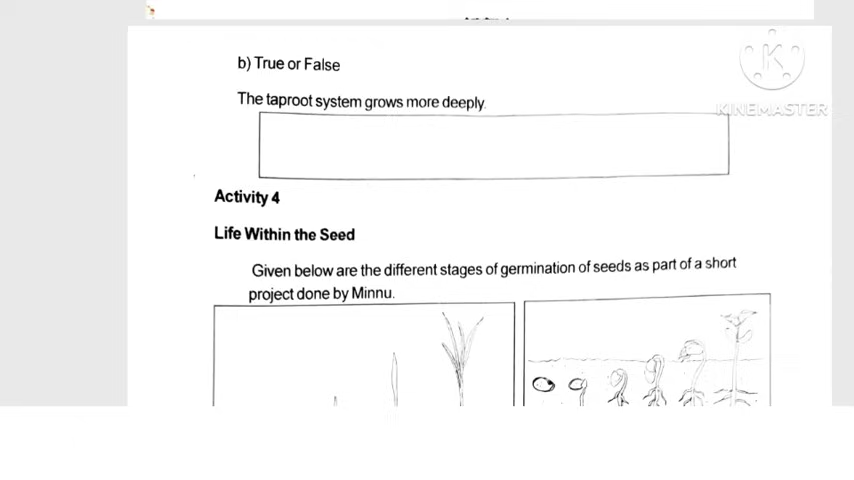 b) True or False
The taproot system grows more deeply.
KINEMASTER
Activity 4
Life Within the Seed
Given below are the different stages of germination of seeds as part of a short
project done by Minnu.